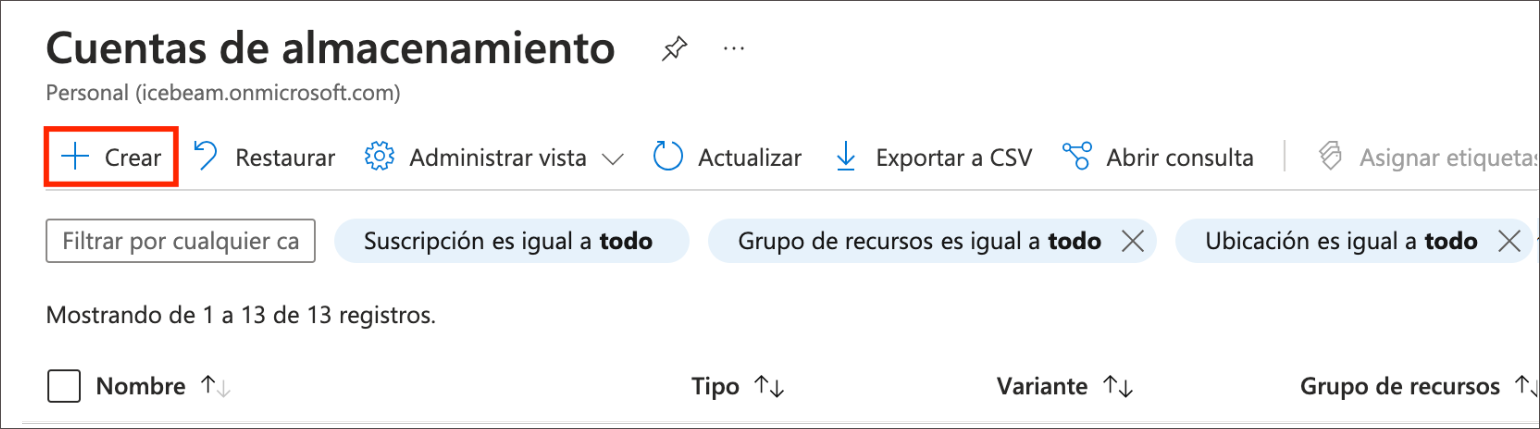 Cuentas de almacenamiento
Personal (icebeam.onmicrosoft.com)
Crear Restaurar Administrar vista Actualizar Exportar a CSV Abrir consulta Asignar etiquetas
Filtrar por cualquier ca Suscripción es igual a todo Grupo de recursos es igual a todo Ubicación es igual a todo
Mostrando de 1 a 13 de 13 registros.
Nombre Tipo Variante Grupo de recursos